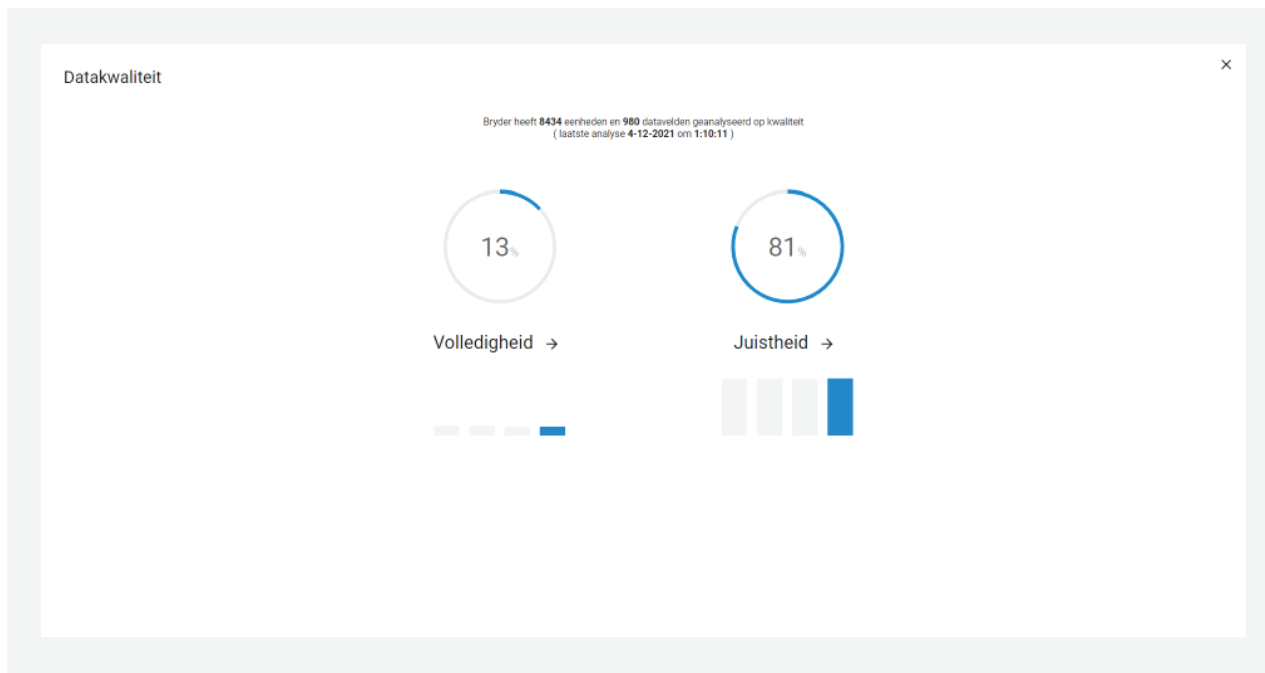 Datakwaliteit
Bryder heeft 8434 eenheden en 980 datavelden geanalyseerd op kwaliteit
( laatste analyse 4-12-2021 om 1:10:11 )
13%
81%
Volledigheid →
Juistheid →